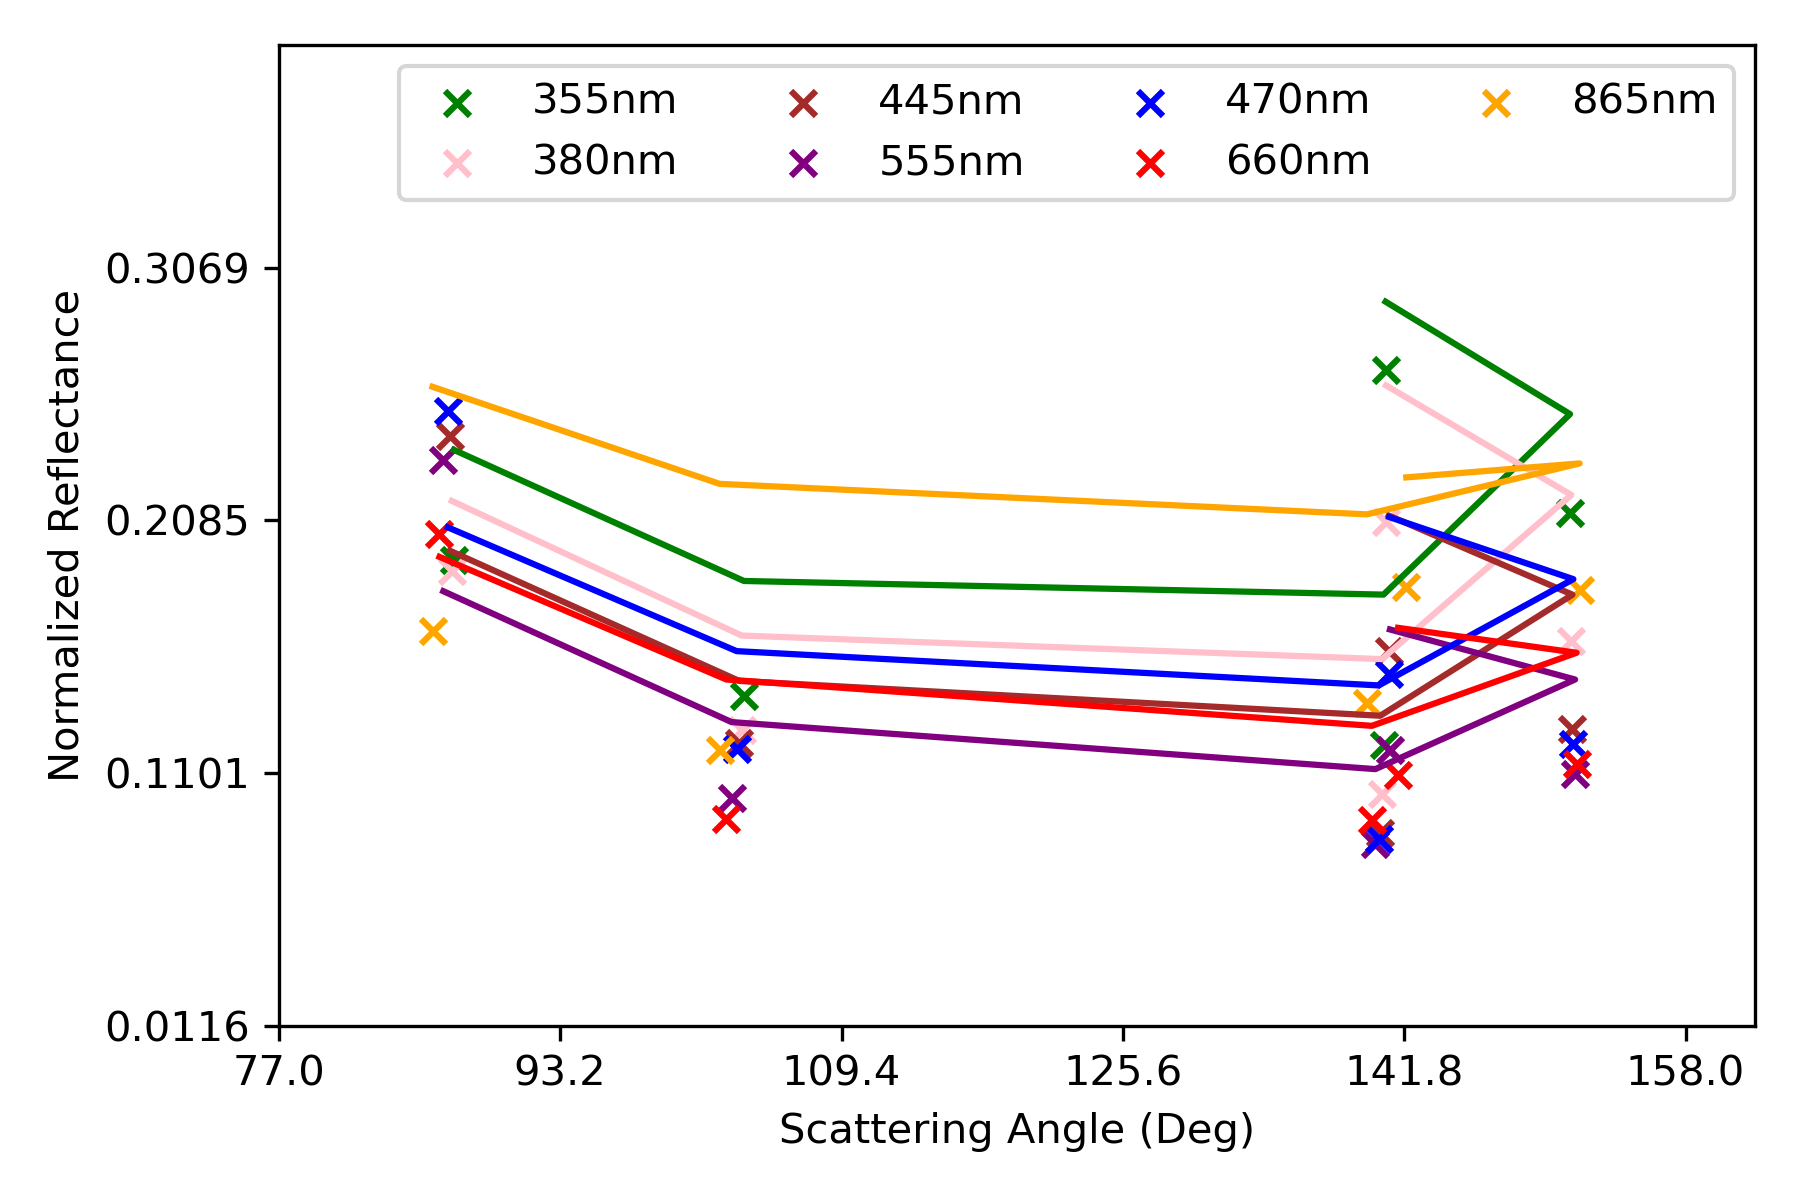 355nm 445nm 470nm 865nm
380nm 555nm 660nm
0.3069
0.2085
0.1101
0.0116
Normalized Reflectance
77.0 93.2 109.4 125.6 141.8 158.0
Scattering Angle (Deg)